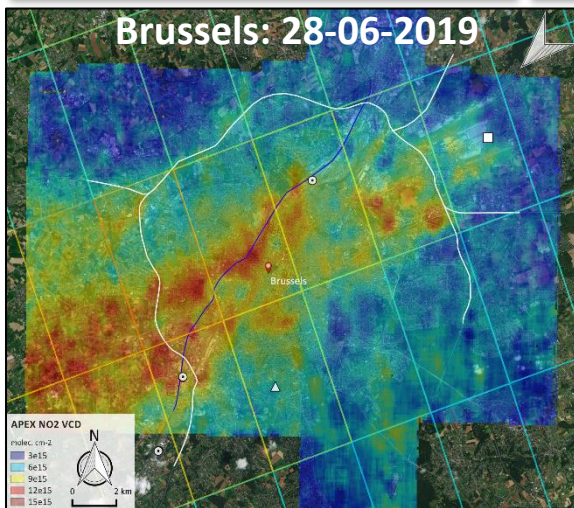 Brussels: 28-06-2019
Brussels
APEX NO2 VCD
molec. cm-2
3e15
6e15
9e15
12e15
15e15
N
0 2 km